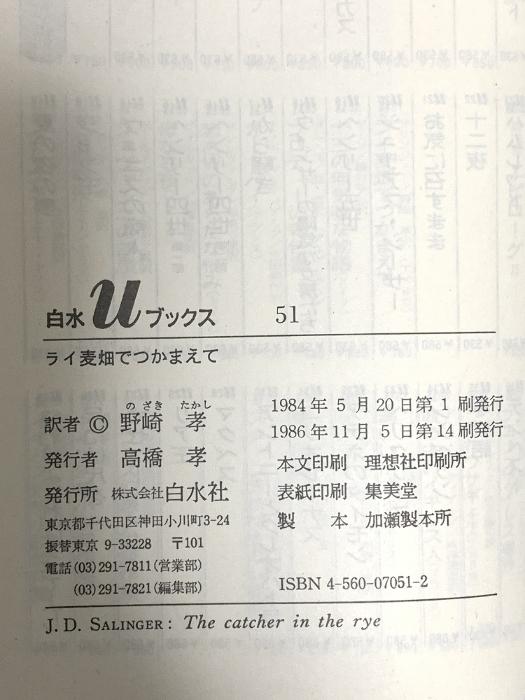 白水uブックス 51
ライ麦畑でつかまえて
の ざき たかし
訳者 © 野崎 孝
発行者 高橋 孝
発行所 株式会社白水社
東京都千代田区神田小川町3-24
振替東京 9-33228 〒101
電話(03)291-7811(営業部)
(03)291-7821(編集部)
1984年 5月20日第 1刷発行
1986年11月 5日第14刷発行
本文印刷 理想社印刷所
表紙印刷 集美堂
製 本 加瀬製本所
ISBN 4-560-07051-2
J. D. SALINGER : The catcher in the rye